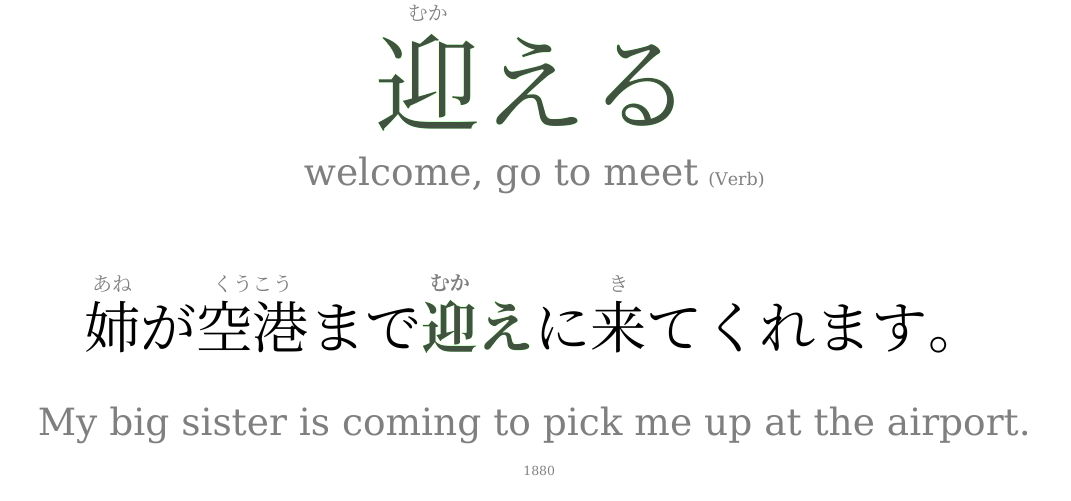 むか
迎える
welcome, go to meet (Verb)
あね くうこう むか き
姉が空港まで迎えに来てくれます。
My big sister is coming to pick me up at the airport.
1880